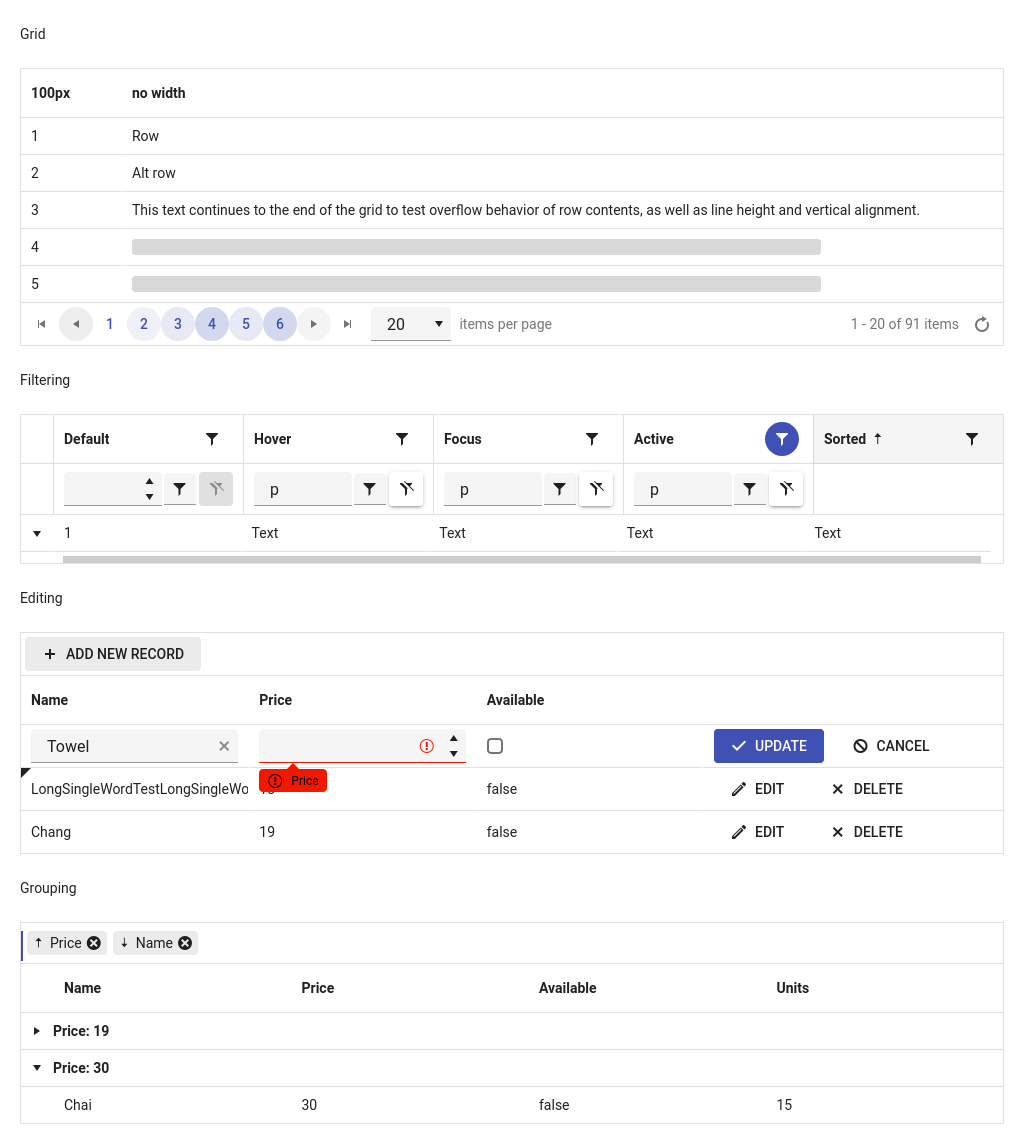 Grid
100px no width
1 Row
2 Alt row
3 This text continues to the end of the grid to test overflow behavior of row contents, as well as line height and vertical alignment.
4
5
1 2 3 4 5 6 20 items per page 1 - 20 of 91 items
Filtering
Default Hover Focus Active Sorted ↑
p p p
1 Text Text Text Text
Editing
+ ADD NEW RECORD
Name Price Available
Towel UPDATE CANCEL
Price
LongSingleWordTestLongSingleWo false EDIT DELETE
Chang 19 false EDIT DELETE
Grouping
↑ Price ↓ Name
Name Price Available Units
Price: 19
Price: 30
Chai 30 false 15